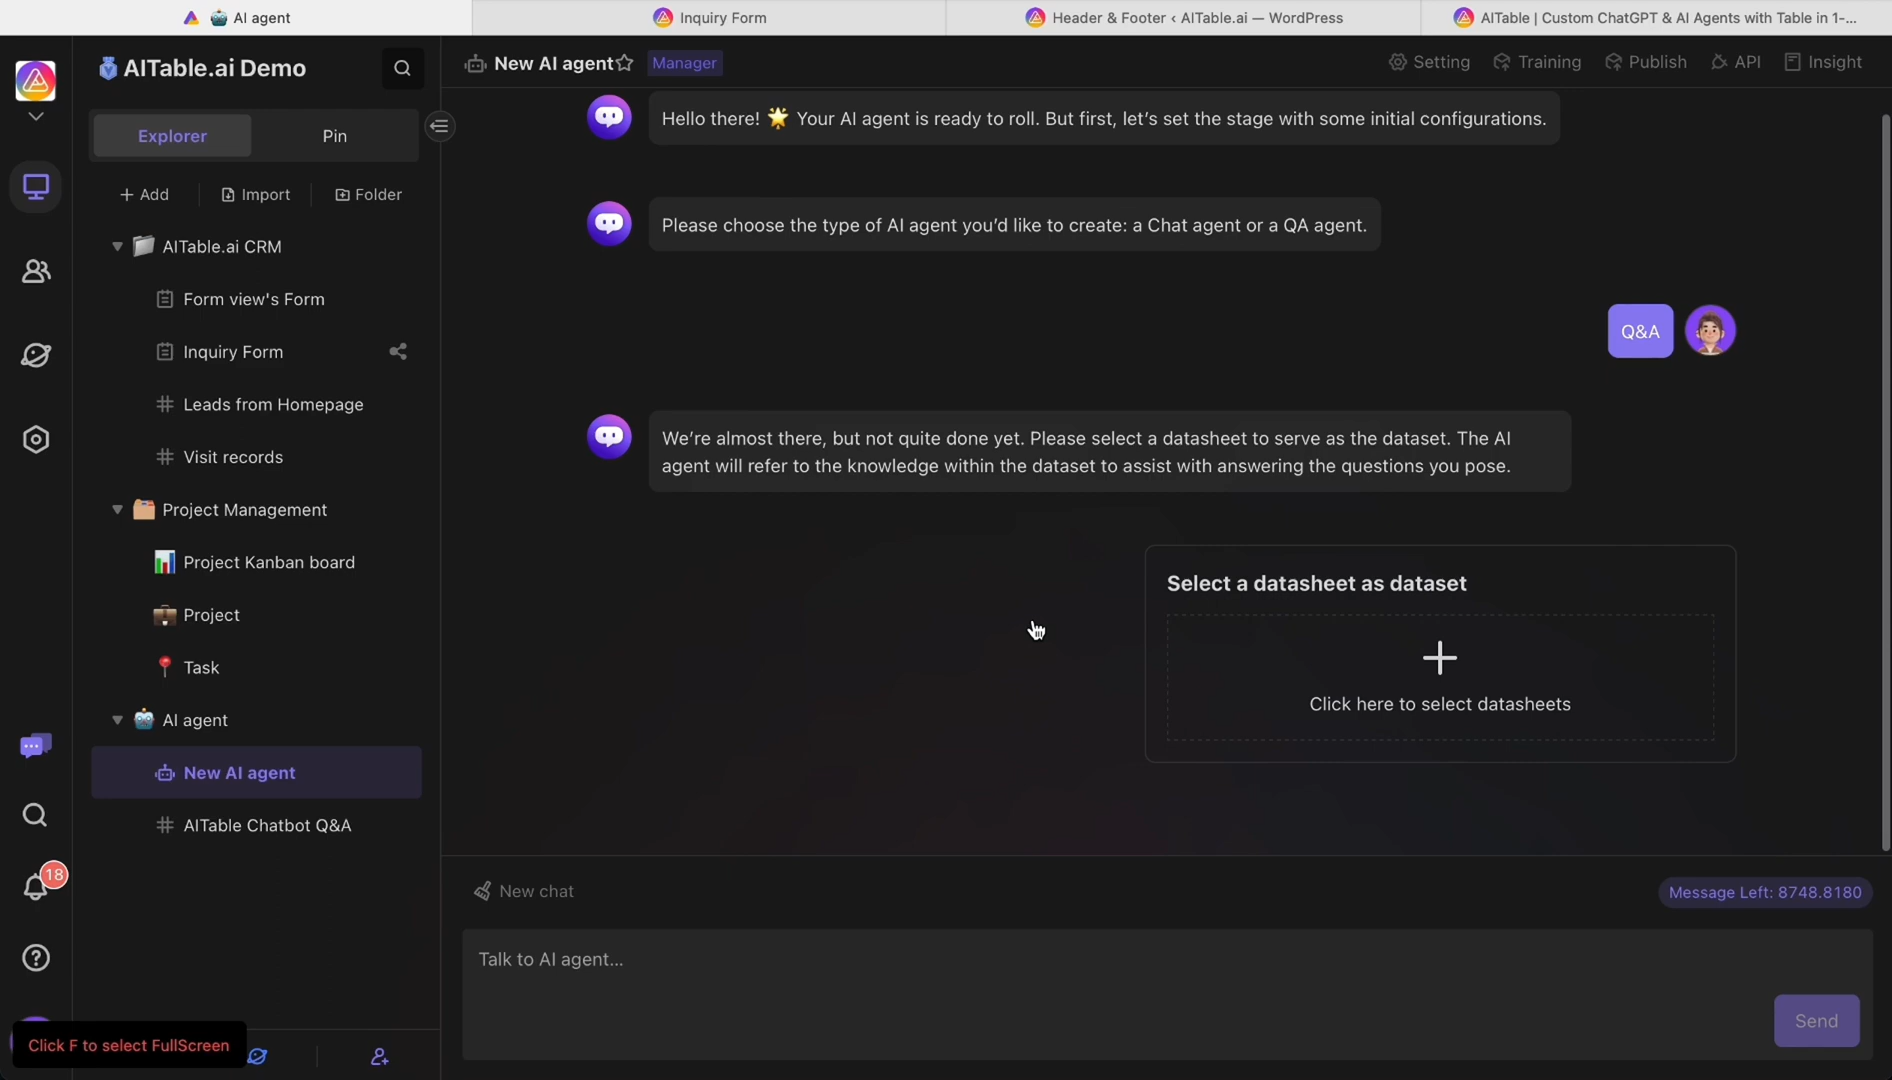 AI agent
Inquiry Form
Header & Footer ‹ AITable.ai — WordPress
AITable | Custom ChatGPT & AI Agents with Table in 1-...
AITable.ai Demo
New AI agent
Manager
Setting
Training
Publish
API
Insight
Explorer
Pin
Add
Import
Folder
AITable.ai CRM
Form view's Form
Inquiry Form
Leads from Homepage
Visit records
Project Management
Project Kanban board
Project
Task
AI agent
New AI agent
AITable Chatbot Q&A
18
Click F to select FullScreen
Hello there! 🌟 Your AI agent is ready to roll. But first, let’s set the stage with some initial configurations.
Please choose the type of AI agent you’d like to create: a Chat agent or a QA agent.
Q&A
We’re almost there, but not quite done yet. Please select a datasheet to serve as the dataset. The AI
agent will refer to the knowledge within the dataset to assist with answering the questions you pose.
Select a datasheet as dataset
Click here to select datasheets
New chat
Message Left: 8748.8180
Talk to AI agent...
Send